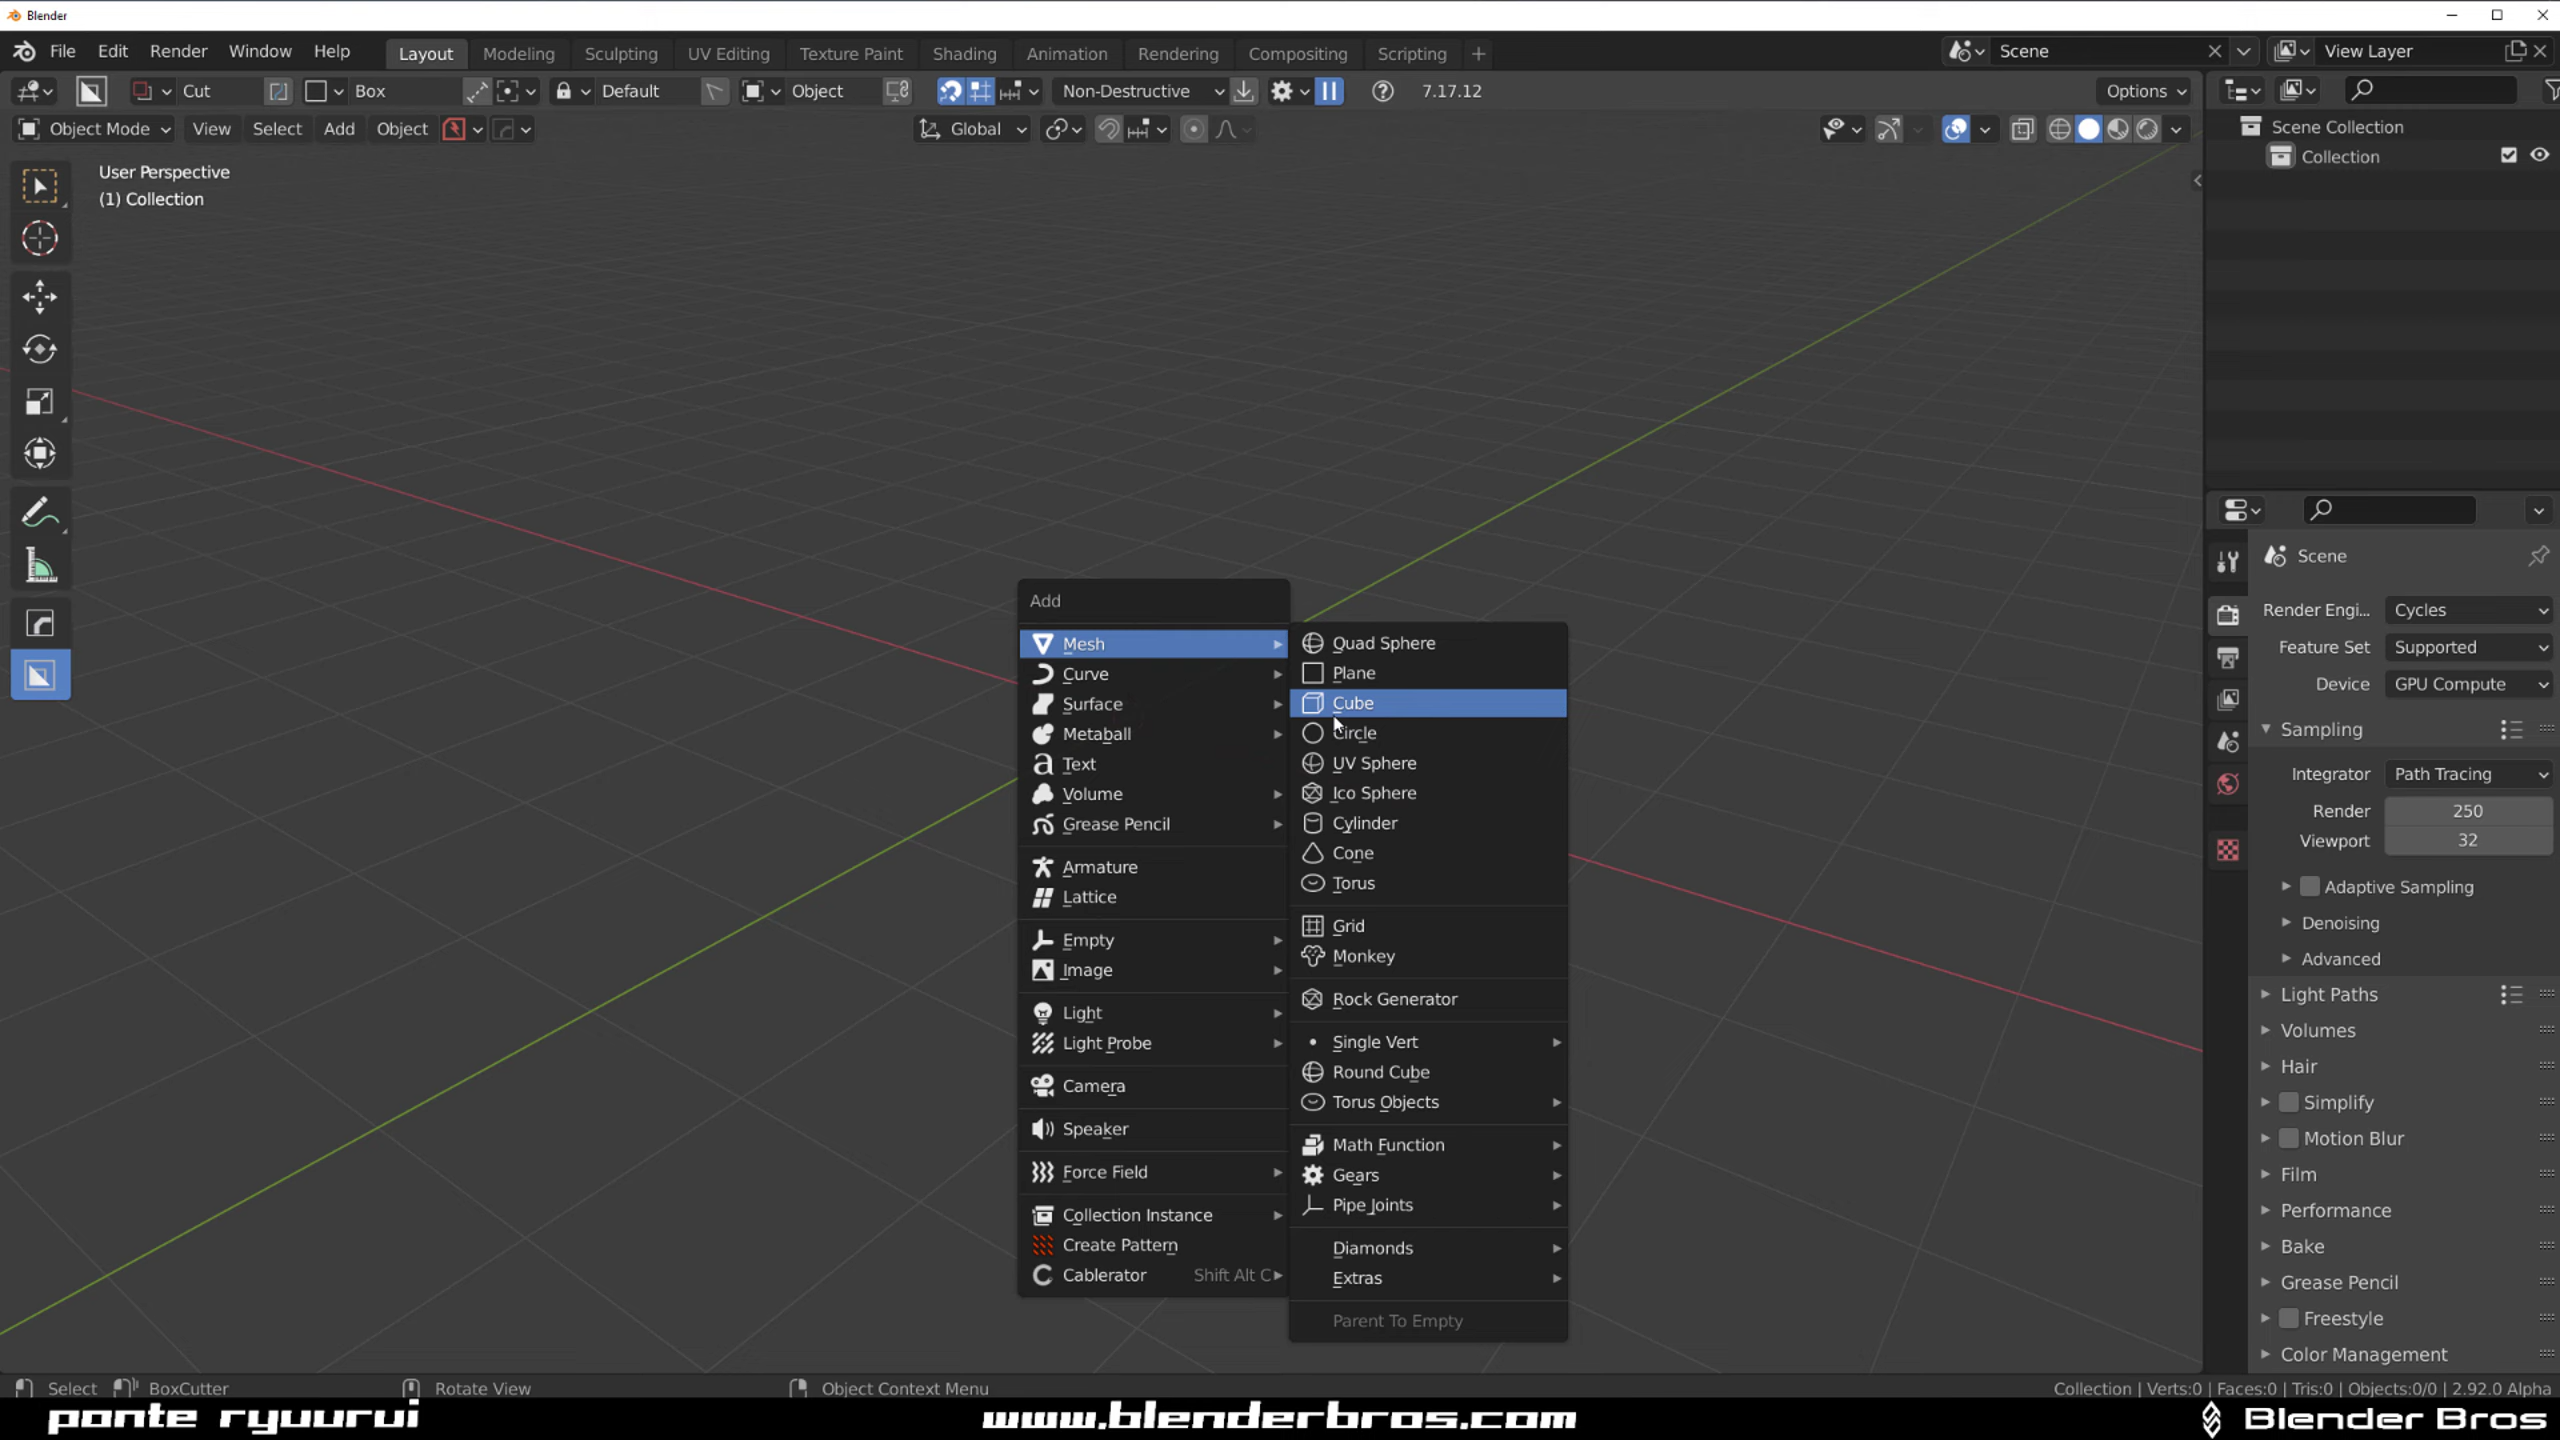 Blender
File Edit Render Window Help Layout Modeling Sculpting UV Editing Texture Paint Shading Animation Rendering Compositing Scripting + Scene View Layer
Cut Box Default Object Non-Destructive 7.17.12 Options
Object Mode View Select Add Object Global
User Perspective
(1) Collection
Scene Collection
Collection
Add
Mesh
Curve
Surface
Metaball
Text
Volume
Grease Pencil
Armature
Lattice
Empty
Image
Light
Light Probe
Camera
Speaker
Force Field
Collection Instance
Create Pattern
Cablerator Shift Alt C
Quad Sphere
Plane
Cube
Circle
UV Sphere
Ico Sphere
Cylinder
Cone
Torus
Grid
Monkey
Rock Generator
Single Vert
Round Cube
Torus Objects
Math Function
Gears
Pipe Joints
Diamonds
Extras
Parent To Empty
Scene
Render Engi... Cycles
Feature Set Supported
Device GPU Compute
Sampling
Integrator Path Tracing
Render 250
Viewport 32
Adaptive Sampling
Denoising
Advanced
Light Paths
Volumes
Hair
Simplify
Motion Blur
Film
Performance
Bake
Grease Pencil
Freestyle
Color Management
Select BoxCutter Rotate View Object Context Menu Collection | Verts:0 | Faces:0 | Tris:0 | Objects:0/0 | 2.92.0 Alpha
ponte ryuurui www.blenderbros.com Blender Bros